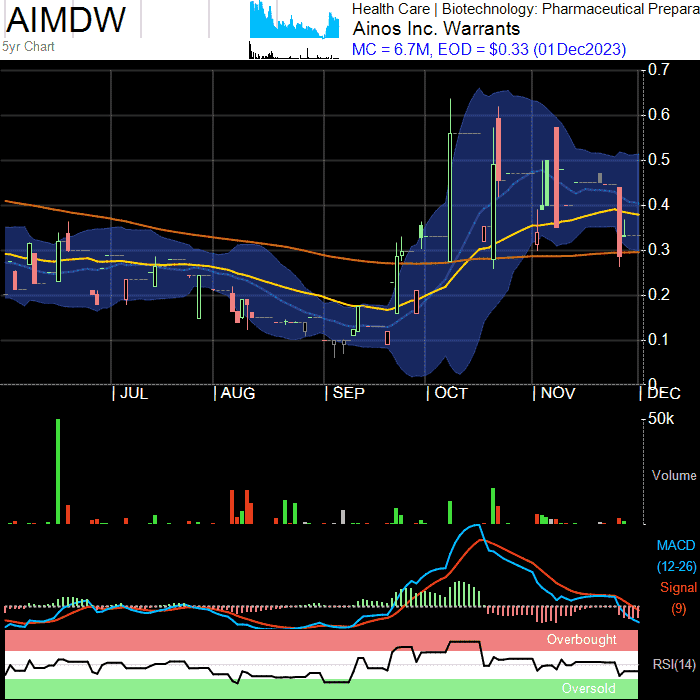 AIMDW
5yr Chart
Health Care | Biotechnology: Pharmaceutical Prepara
Ainos Inc. Warrants
MC = 6.7M, EOD = $0.33 (01Dec2023)
0.7
0.6
0.5
0.4
0.3
0.2
0.1
0
JUL AUG SEP OCT NOV DEC
50k
Volume
MACD
(12-26)
Signal
(9)
Overbought
RSI(14)
Oversold